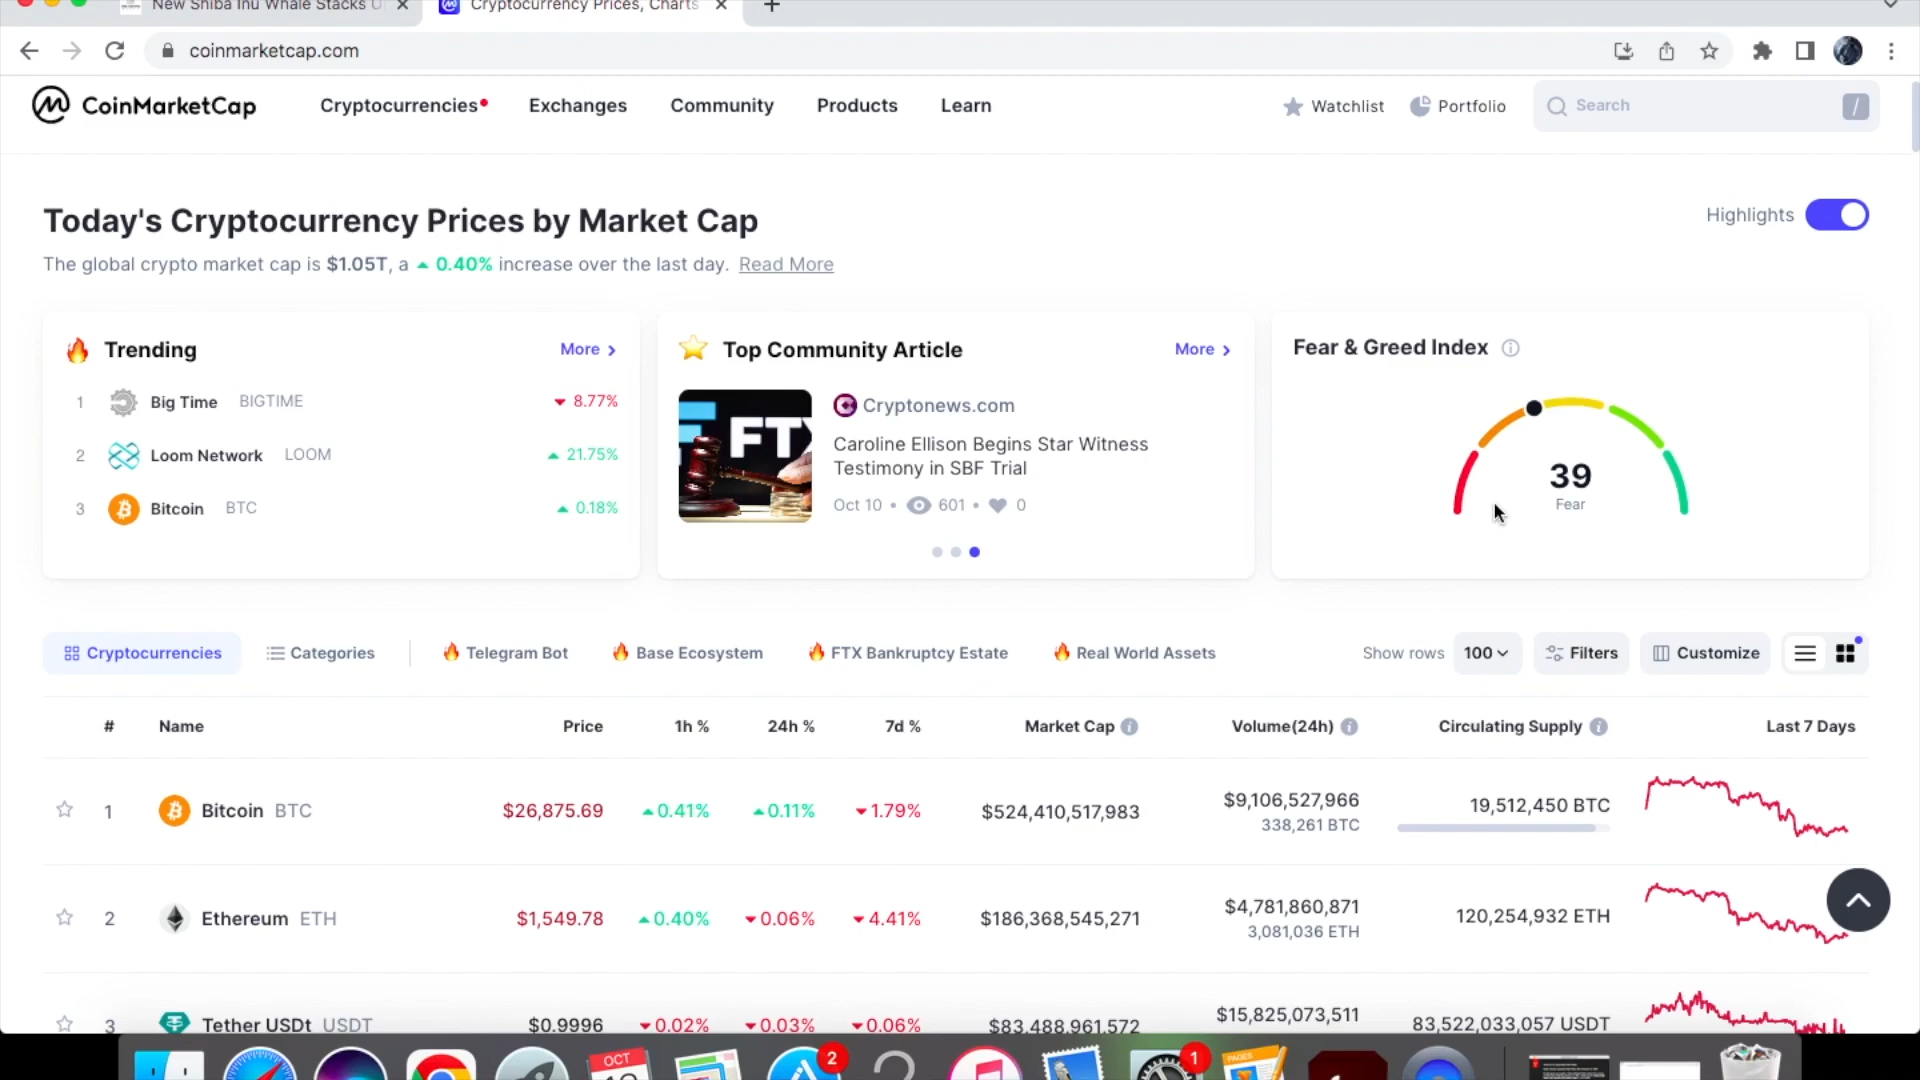 New Shiba Inu Whale Stacks U
Cryptocurrency Prices, Charts
coinmarketcap.com
CoinMarketCap
Cryptocurrencies
Exchanges
Community
Products
Learn
Watchlist
Portfolio
Search
/
Today's Cryptocurrency Prices by Market Cap
Highlights
The global crypto market cap is $1.05T, a 0.40% increase over the last day. Read More
Trending
More
1 Big Time BIGTIME 8.77%
2 Loom Network LOOM 21.75%
3 Bitcoin BTC 0.18%
Top Community Article
More
FTX
Cryptonews.com
Caroline Ellison Begins Star Witness
Testimony in SBF Trial
Oct 10 • 601 • 0
Fear & Greed Index
39
Fear
Cryptocurrencies
Categories
Telegram Bot
Base Ecosystem
FTX Bankruptcy Estate
Real World Assets
Show rows 100
Filters
Customize
# Name Price 1h % 24h % 7d % Market Cap Volume(24h) Circulating Supply Last 7 Days
1 Bitcoin BTC $26,875.69 0.41% 0.11% 1.79% $524,410,517,983 $9,106,527,966 19,512,450 BTC
338,261 BTC
2 Ethereum ETH $1,549.78 0.40% 0.06% 4.41% $186,368,545,271 $4,781,860,871 120,254,932 ETH
3,081,036 ETH
3 Tether USDt USDT $0.9996 0.02% 0.03% 0.06% $83,488,961,572 $15,825,073,511 83,522,033,057 USDT
OCT
2
1
PAGES